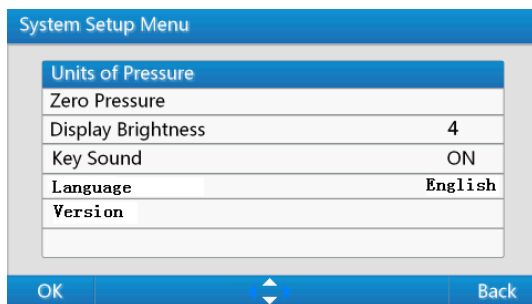 System Setup Menu
Units of Pressure
Zero Pressure
Display Brightness 4
Key Sound ON
Language English
Version
OK Back